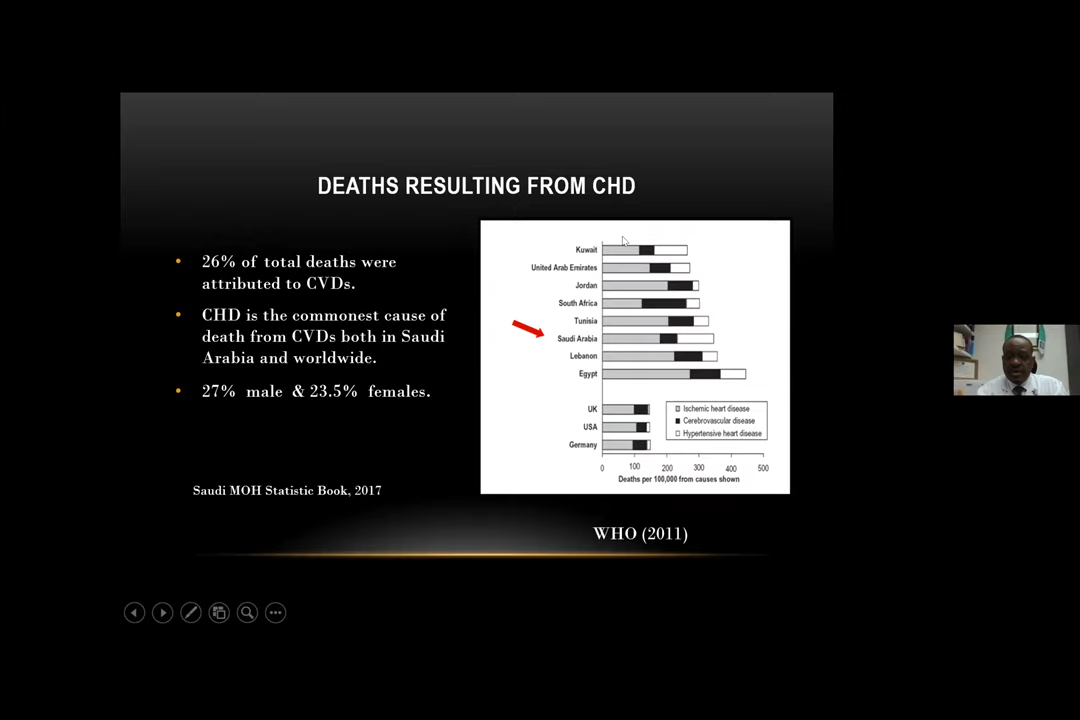 DEATHS RESULTING FROM CHD
• 26% of total deaths were
attributed to CVDs.
• CHD is the commonest cause of
death from CVDs both in Saudi
Arabia and worldwide.
• 27% male & 23.5% females.
Saudi MOH Statistic Book, 2017
Kuwait
United Arab Emirates
Jordan
South Africa
Tunisia
Saudi Arabia
Lebanon
Egypt
UK
USA
Germany
Ischemic heart disease
Cerebrovascular disease
Hypertensive heart disease
0 100 200 300 400 500
Deaths per 100,000 from causes shown
WHO (2011)